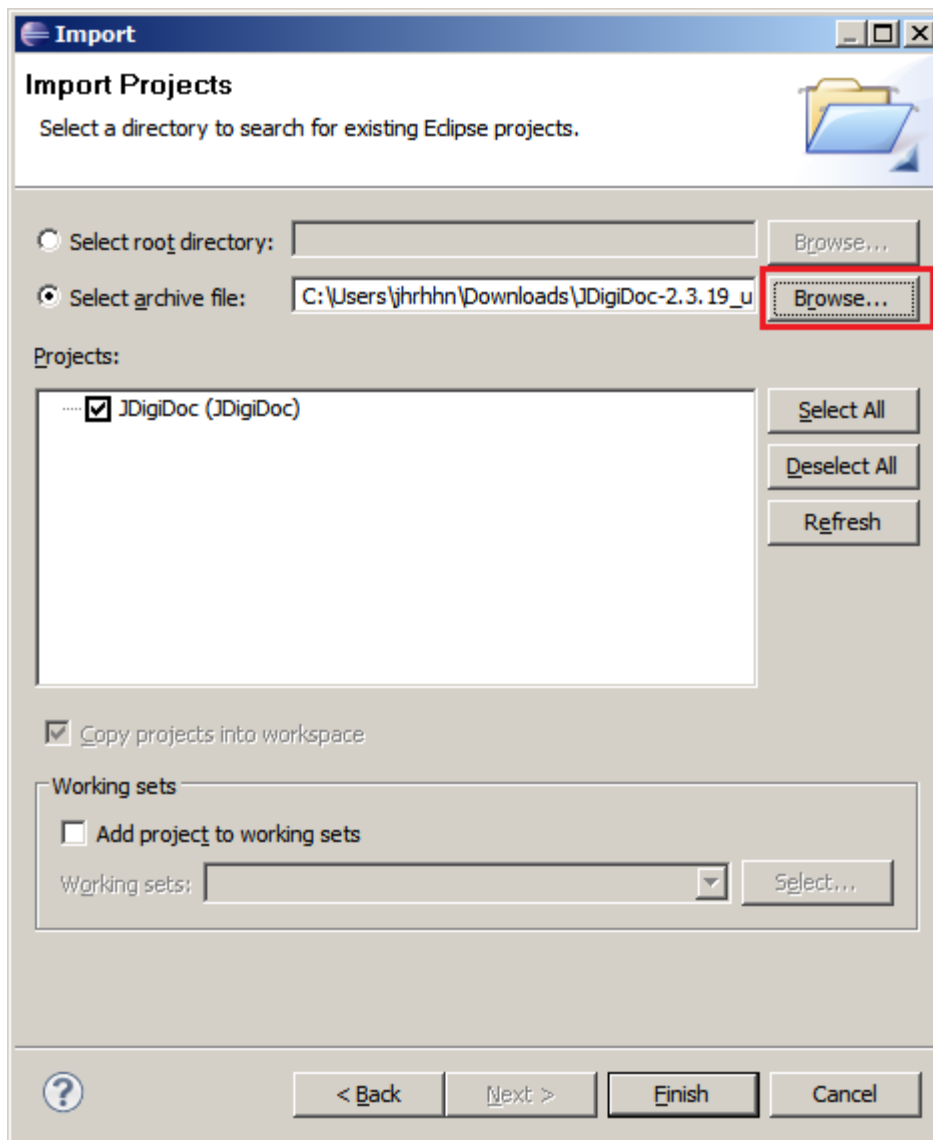 Import
Import Projects
Select a directory to search for existing Eclipse projects.
Select root directory: Browse...
Select archive file: C:\Users\jhrhhn\Downloads\JDigiDoc-2.3.19_u Browse...
Projects:
JDigiDoc (JDigiDoc)
Select All
Deselect All
Refresh
Copy projects into workspace
Working sets
Add project to working sets
Working sets: Select...
? < Back Next > Finish Cancel